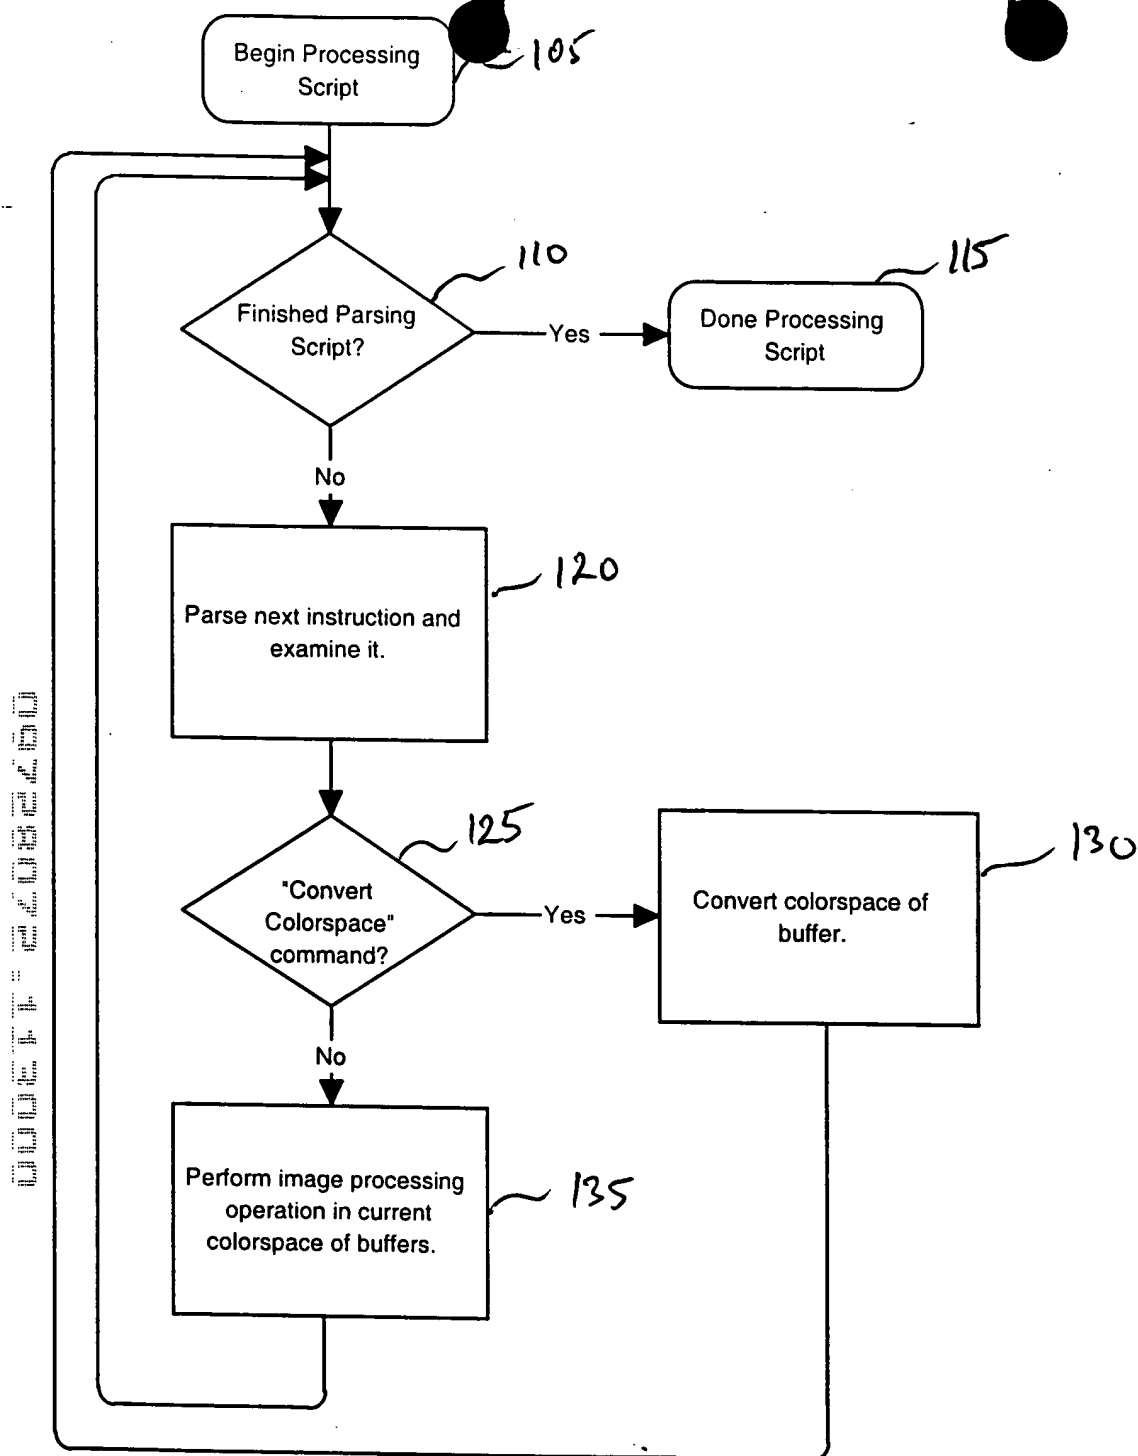 Begin Processing
Script
105
110
Finished Parsing
Script?
Yes
115
Done Processing
Script
No
120
Parse next instruction and
examine it.
125
"Convert
Colorspace"
command?
Yes
130
Convert colorspace of
buffer.
No
135
Perform image processing
operation in current
colorspace of buffers.